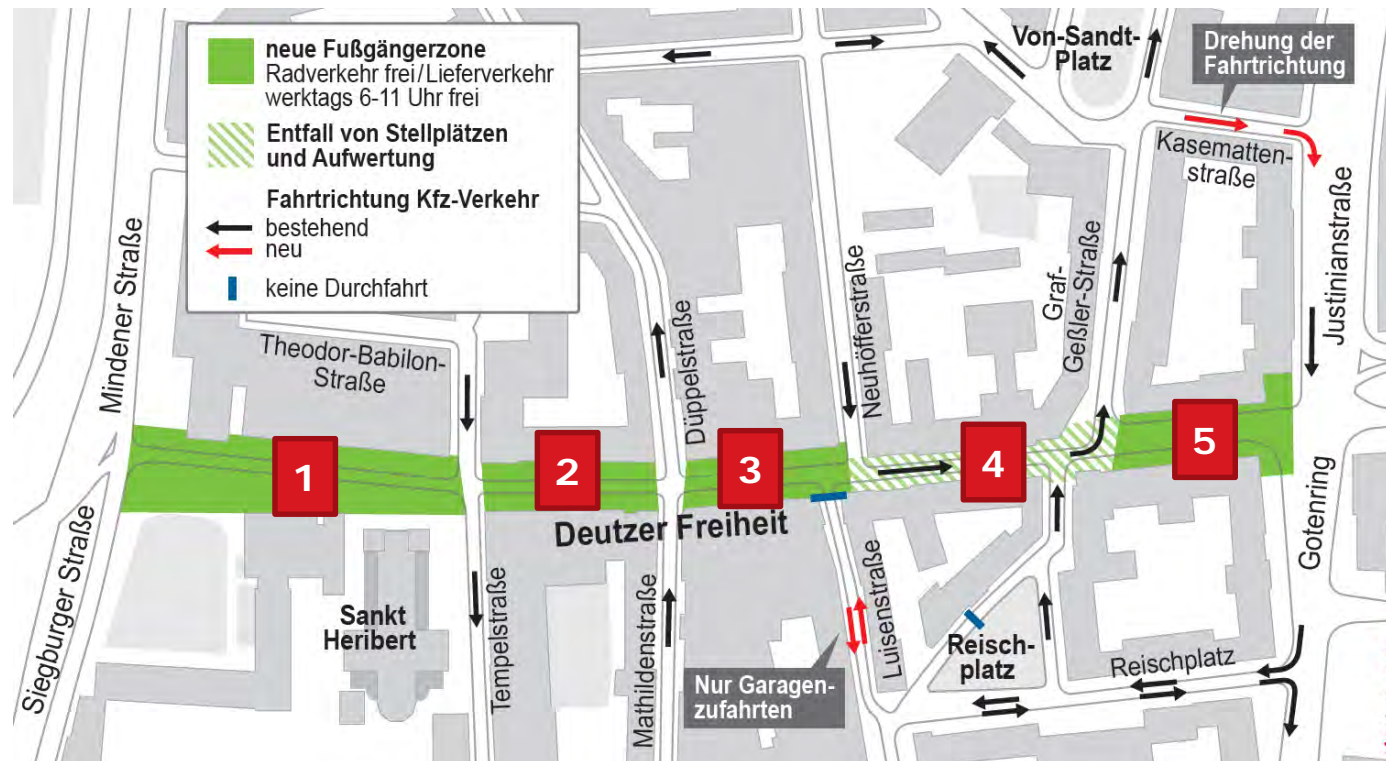 neue Fußgängerzone
Radverkehr frei/Lieferverkehr
werktags 6-11 Uhr frei
Entfall von Stellplätzen
und Aufwertung
Fahrtrichtung Kfz-Verkehr
bestehend
neu
keine Durchfahrt
Von-Sandt-
Platz
Drehung der
Fahrtrichtung
Kasematten-
straße
Justinianstraße
Mindener Straße
Theodor-Babilon-
Straße
Düppelstraße
Neuhöfferstraße
Graf-
Geßler-Straße
1
2
3
4
5
Deutzer Freiheit
Gotenring
Siegburger Straße
Sankt
Heribert
Tempelstraße
Mathildenstraße
Luisenstraße
Reisch-
platz
Reischplatz
Nur Garagen-
zufahrten